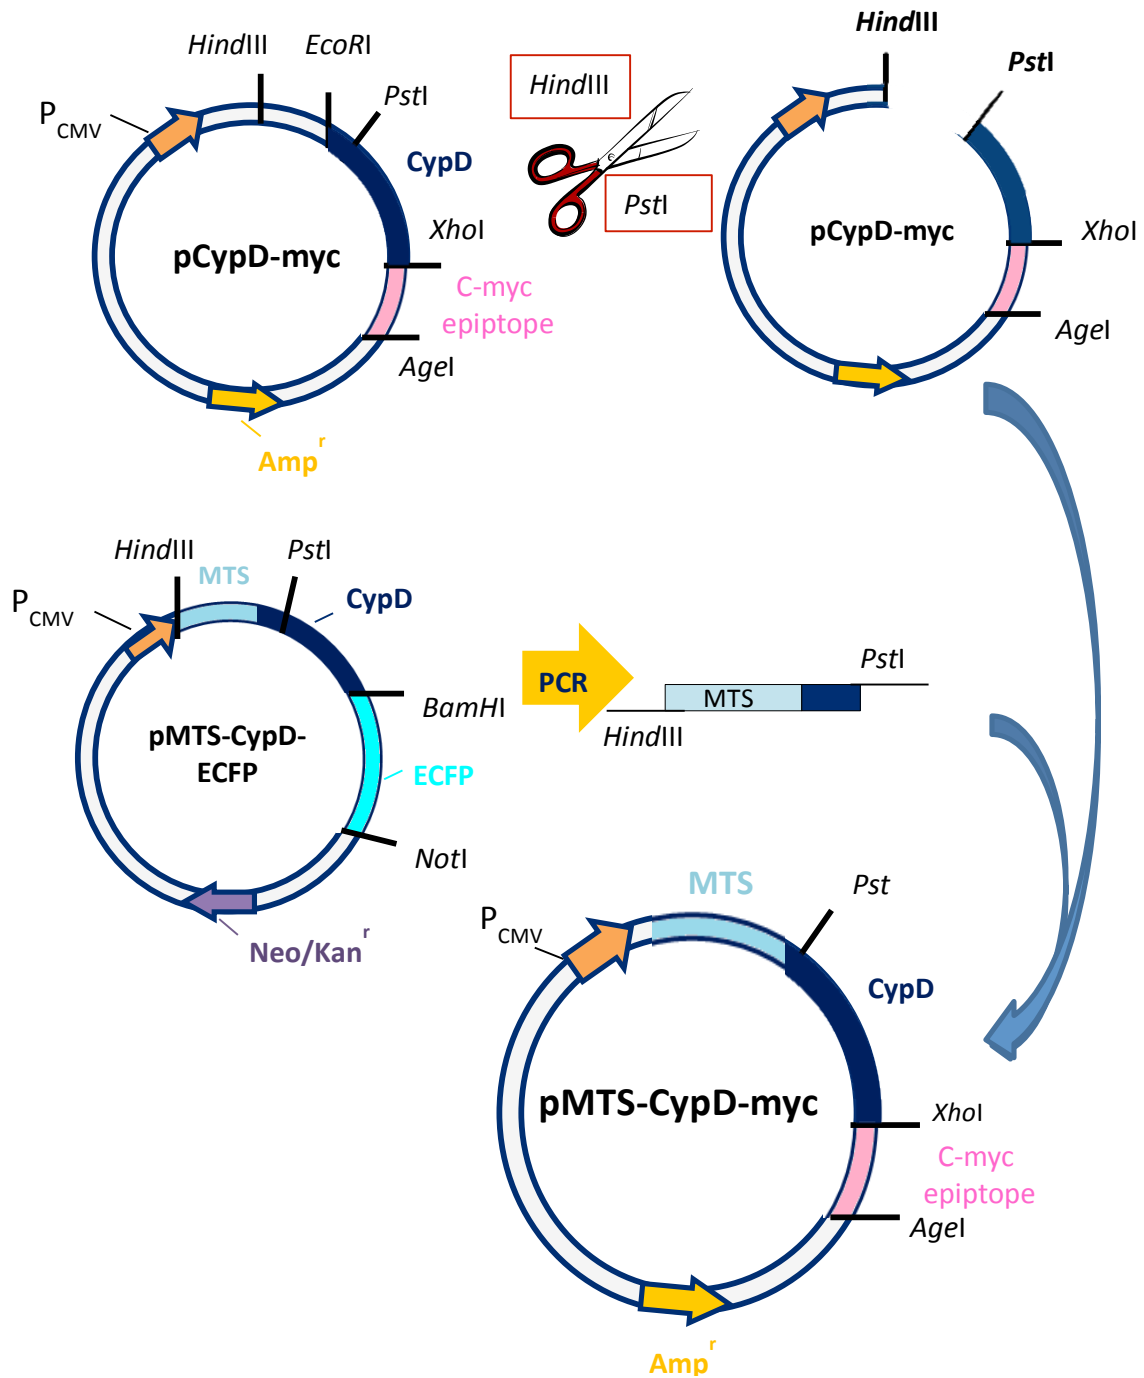 HindIII
EcoRI
PstI
PCMV
CypD
XhoI
pCypD-myc
C-myc
epiptope
AgeI
Ampr
HindIII
PstI
HindIII
PstI
pCypD-myc
XhoI
AgeI
HindIII
PstI
MTS
CypD
PCMV
BamHI
pMTS-CypD-
ECFP
ECFP
NotI
Neo/Kanr
PCR
PstI
MTS
HindIII
MTS
Pst
PCMV
CypD
pMTS-CypD-myc
XhoI
C-myc
epiptope
AgeI
Ampr